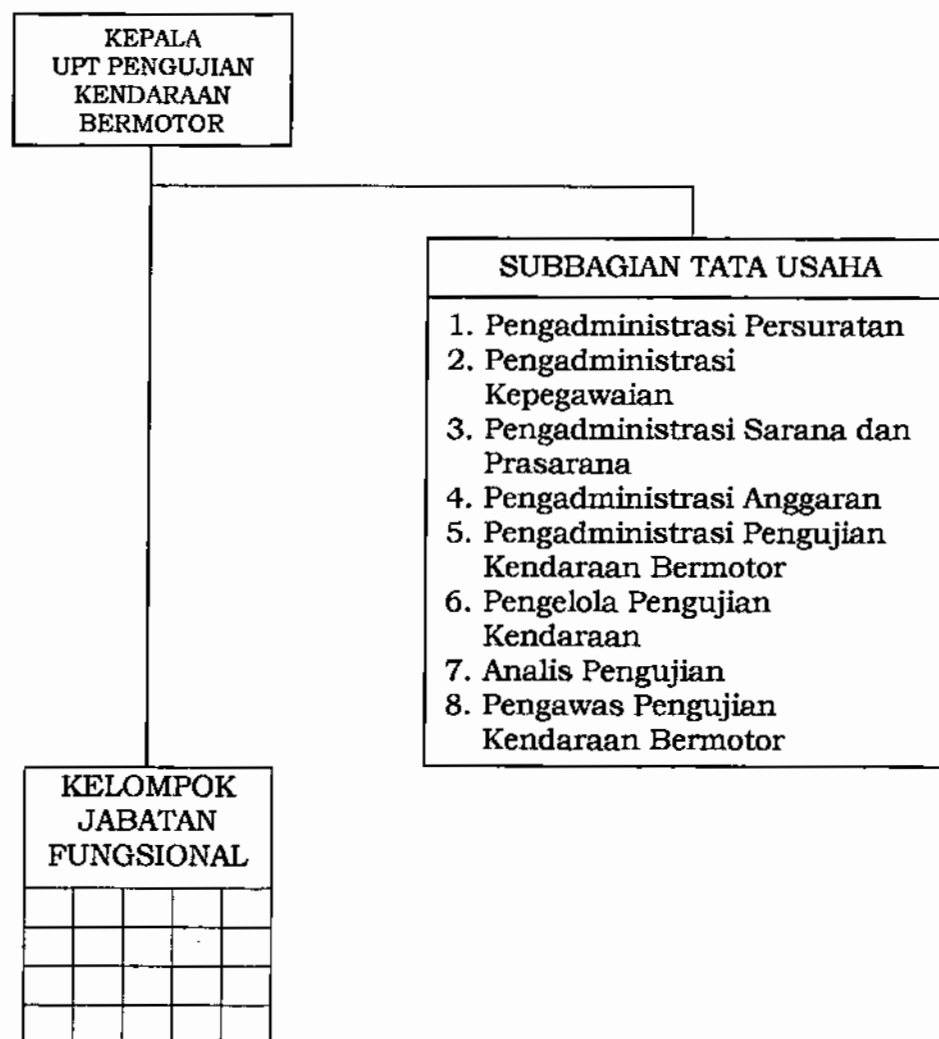 KEPALA
UPT PENGUJIAN
KENDARAAN
BERMOTOR
SUBBAGIAN TATA USAHA
1. Pengadministrasi Persuratan
2. Pengadministrasi
Kepegawaian
3. Pengadministrasi Sarana dan
Prasarana
4. Pengadministrasi Anggaran
5. Pengadministrasi Pengujian
Kendaraan Bermotor
6. Pengelola Pengujian
Kendaraan
7. Analis Pengujian
8. Pengawas Pengujian
Kendaraan Bermotor
KELOMPOK
JABATAN
FUNGSIONAL